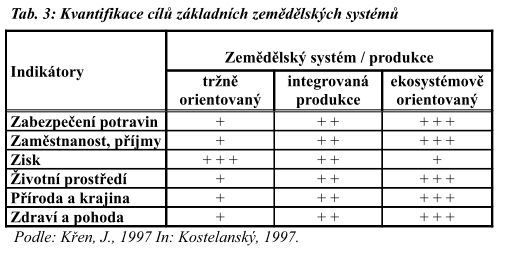 Tab. 3: Kvantifikace cílů základních zemědělských systémů
Indikátory
Zemědělský systém / produkce
tržně orientovaný
integrovaná produkce
ekosystémově orientovaný
Zabezpečení potravin + + + + + +
Zaměstnanost, příjmy + + + + + +
Zisk + + + + + +
Životní prostředí + + + + + +
Příroda a krajina + + + + + +
Zdraví a pohoda + + + + + +
Podle: Křen, J., 1997 In: Kostelanský, 1997.